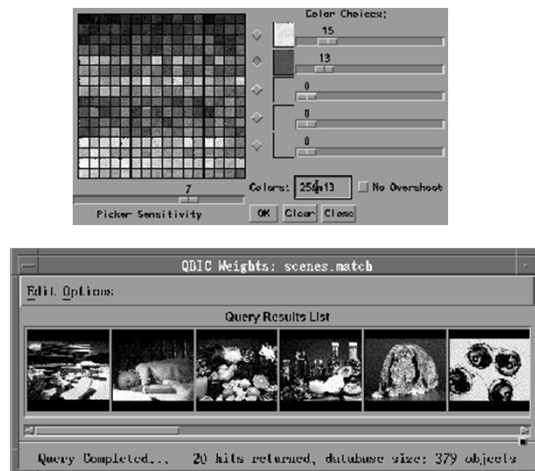 Color Choices:
15
13
0
0
0
7
Colors: 256m13 No Overshoot
Picker Sensitivity OK Clear Close
QBIC Weights: scenes.match
Edit Options
Query Results List
Query Completed... 20 hits returned, database size: 379 objects